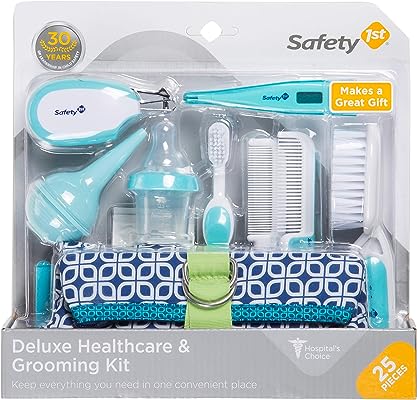 30
YEARS
Safety 1st
Makes a
Great Gift
Safety 1st
Safety 1st
Deluxe Healthcare &
Grooming Kit
Keep everything you need in one convenient place
Hospital's
Choice
25
PIECES